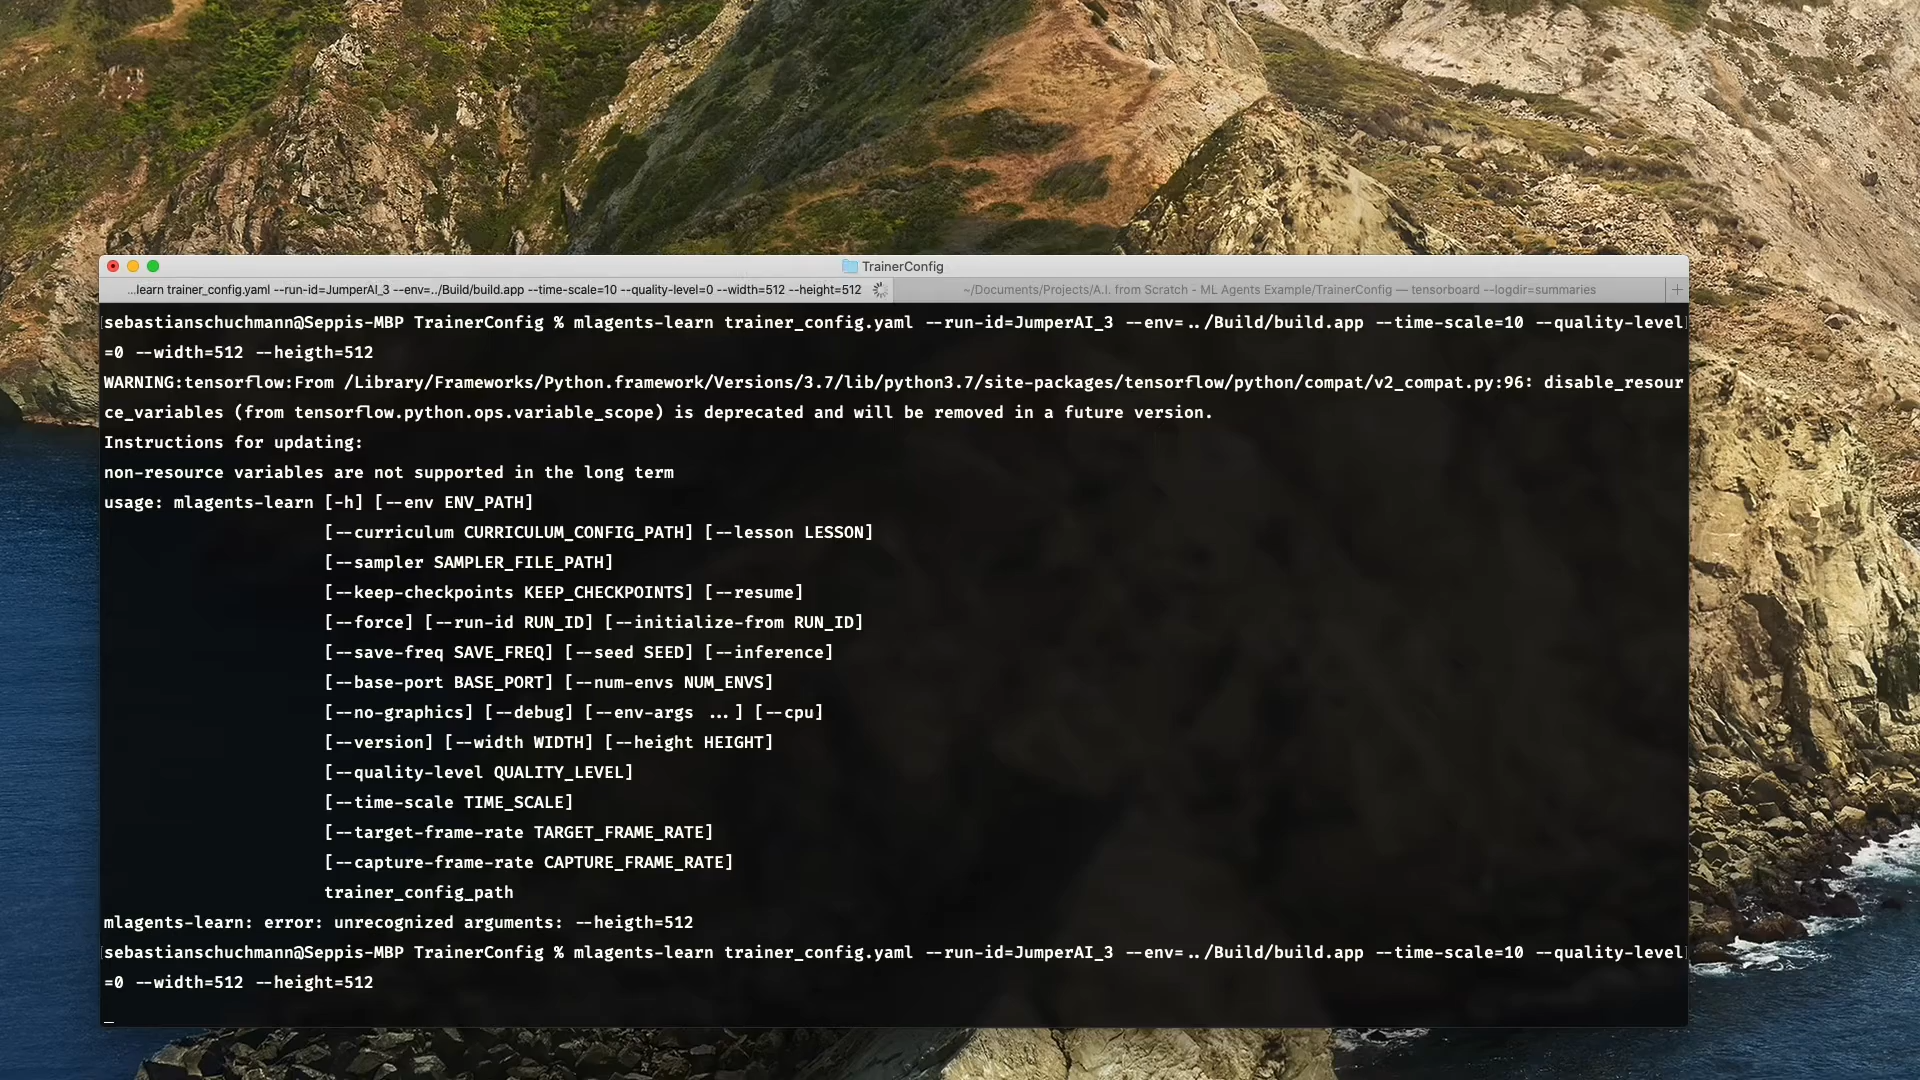 TrainerConfig
...learn trainer_config.yaml --run-id=JumperAI_3 --env=../Build/build.app --time-scale=10 --quality-level=0 --width=512 --height=512
~/Documents/Projects/A.I. from Scratch - ML Agents Example/TrainerConfig — tensorboard --logdir=summaries
+
[sebastianschuchmann@Seppis-MBP TrainerConfig % mlagents-learn trainer_config.yaml --run-id=JumperAI_3 --env=../Build/build.app --time-scale=10 --quality-level]
=0 --width=512 --heigth=512
WARNING:tensorflow:From /Library/Frameworks/Python.framework/Versions/3.7/lib/python3.7/site-packages/tensorflow/python/compat/v2_compat.py:96: disable_resour
ce_variables (from tensorflow.python.ops.variable_scope) is deprecated and will be removed in a future version.
Instructions for updating:
non-resource variables are not supported in the long term
usage: mlagents-learn [-h] [--env ENV_PATH]
[--curriculum CURRICULUM_CONFIG_PATH] [--lesson LESSON]
[--sampler SAMPLER_FILE_PATH]
[--keep-checkpoints KEEP_CHECKPOINTS] [--resume]
[--force] [--run-id RUN_ID] [--initialize-from RUN_ID]
[--save-freq SAVE_FREQ] [--seed SEED] [--inference]
[--base-port BASE_PORT] [--num-envs NUM_ENVS]
[--no-graphics] [--debug] [--env-args ...] [--cpu]
[--version] [--width WIDTH] [--height HEIGHT]
[--quality-level QUALITY_LEVEL]
[--time-scale TIME_SCALE]
[--target-frame-rate TARGET_FRAME_RATE]
[--capture-frame-rate CAPTURE_FRAME_RATE]
trainer_config_path
mlagents-learn: error: unrecognized arguments: --heigth=512
[sebastianschuchmann@Seppis-MBP TrainerConfig % mlagents-learn trainer_config.yaml --run-id=JumperAI_3 --env=../Build/build.app --time-scale=10 --quality-level]
=0 --width=512 --height=512